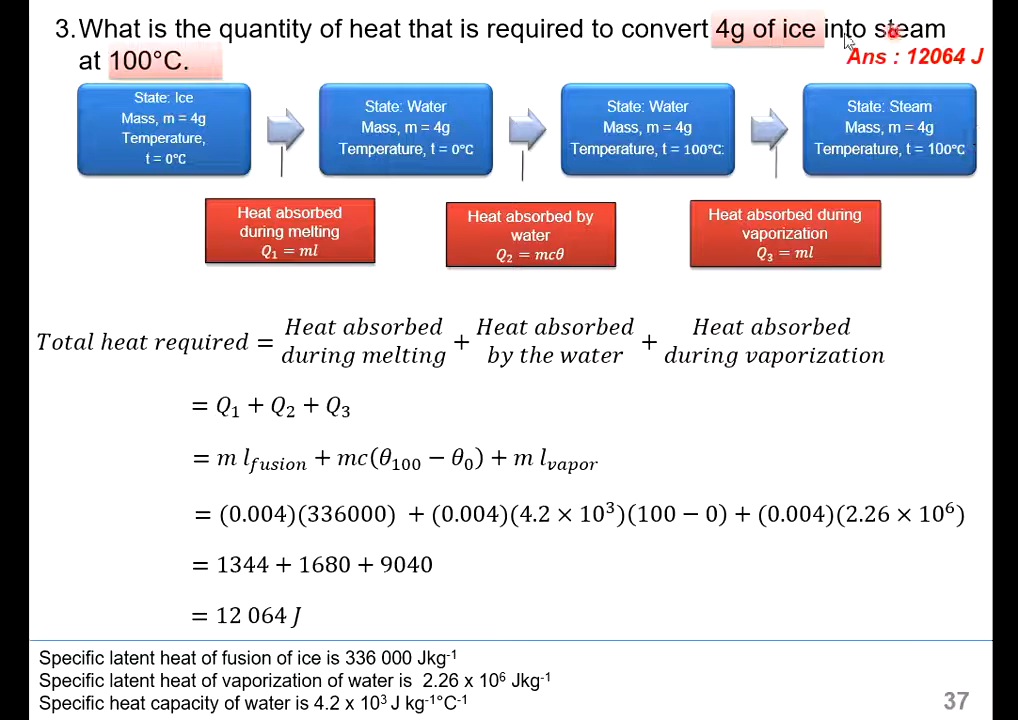 3. What is the quantity of heat that is required to convert 4g of ice into steam
at 100°C.
Ans : 12064 J
State: Ice
Mass, m = 4g
Temperature,
t = 0°C
State: Water
Mass, m = 4g
Temperature, t = 0°C
State: Water
Mass, m = 4g
Temperature, t = 100°C:
State: Steam
Mass, m = 4g
Temperature, t = 100°C
Heat absorbed
during melting
Q₁ = ml
Heat absorbed by
water
Q₂ = mcθ
Heat absorbed during
vaporization
Q₃ = ml
Total heat required = Heat absorbed during melting + Heat absorbed by the water + Heat absorbed during vaporization
= Q₁ + Q₂ + Q₃
= m l_fusion + mc(θ₁₀₀ − θ₀) + m l_vapor
= (0.004)(336000) + (0.004)(4.2 × 10³)(100 − 0) + (0.004)(2.26 × 10⁶)
= 1344 + 1680 + 9040
= 12 064 J
Specific latent heat of fusion of ice is 336 000 Jkg⁻¹
Specific latent heat of vaporization of water is 2.26 x 10⁶ Jkg⁻¹
Specific heat capacity of water is 4.2 x 10³ J kg⁻¹°C⁻¹
37